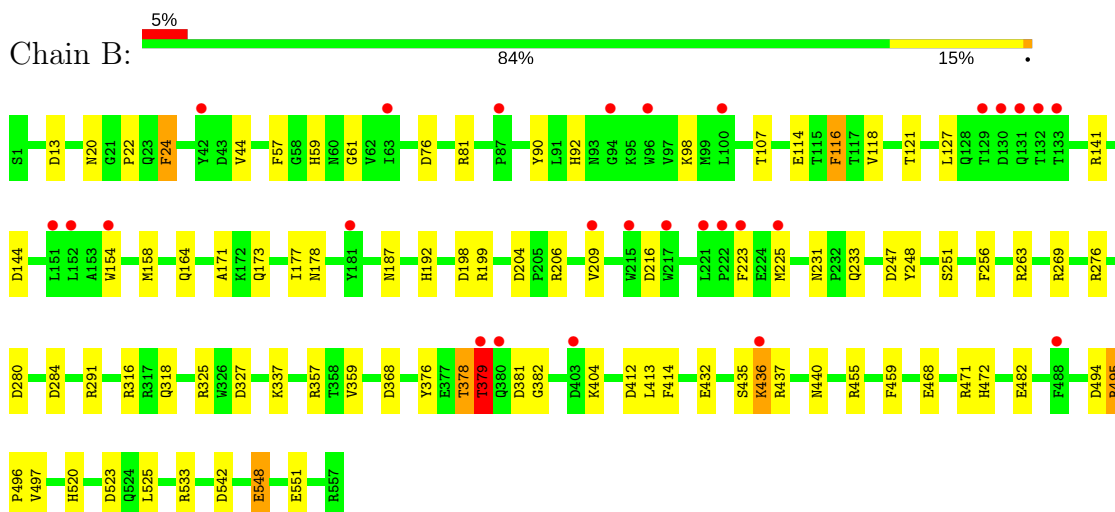 5%
Chain B:
84% 15% •
S1 D13 N20 G21 P22 Q23 F24 Y42 D43 V44 F57 G58 H59 N60 G61 V62 I63 D76 R81 P87 Y90 L91 H92 N93 G94 K95 W96 V97 K98 M99 L100 T107 E114 T115 F116 T117 V118 T121 L127 Q128 T129 D130 Q131 T132 T133 R141
D144 L151 L152 A153 W154 M158 Q164 A171 K172 Q173 I177 N178 Y181 N187 H192 D198 R199 D204 P205 R206 V209 W215 D216 W217 L221 P222 F223 E224 M225 N231 P232 Q233 D247 Y248 S251 F256 R263 R269 R276
D280 D284 R291 R316 R317 Q318 R325 W326 D327 K337 R357 T358 V359 D368 Y376 E377 T378 T379 Q380 D381 G382 D403 K404 D412 L413 F414 E432 S435 K436 R437 N440 R455 F459 E468 R471 H472 E482 F488 D494 R495
P496 V497 H520 D523 Q524 L525 R533 D542 E548 E551 R557